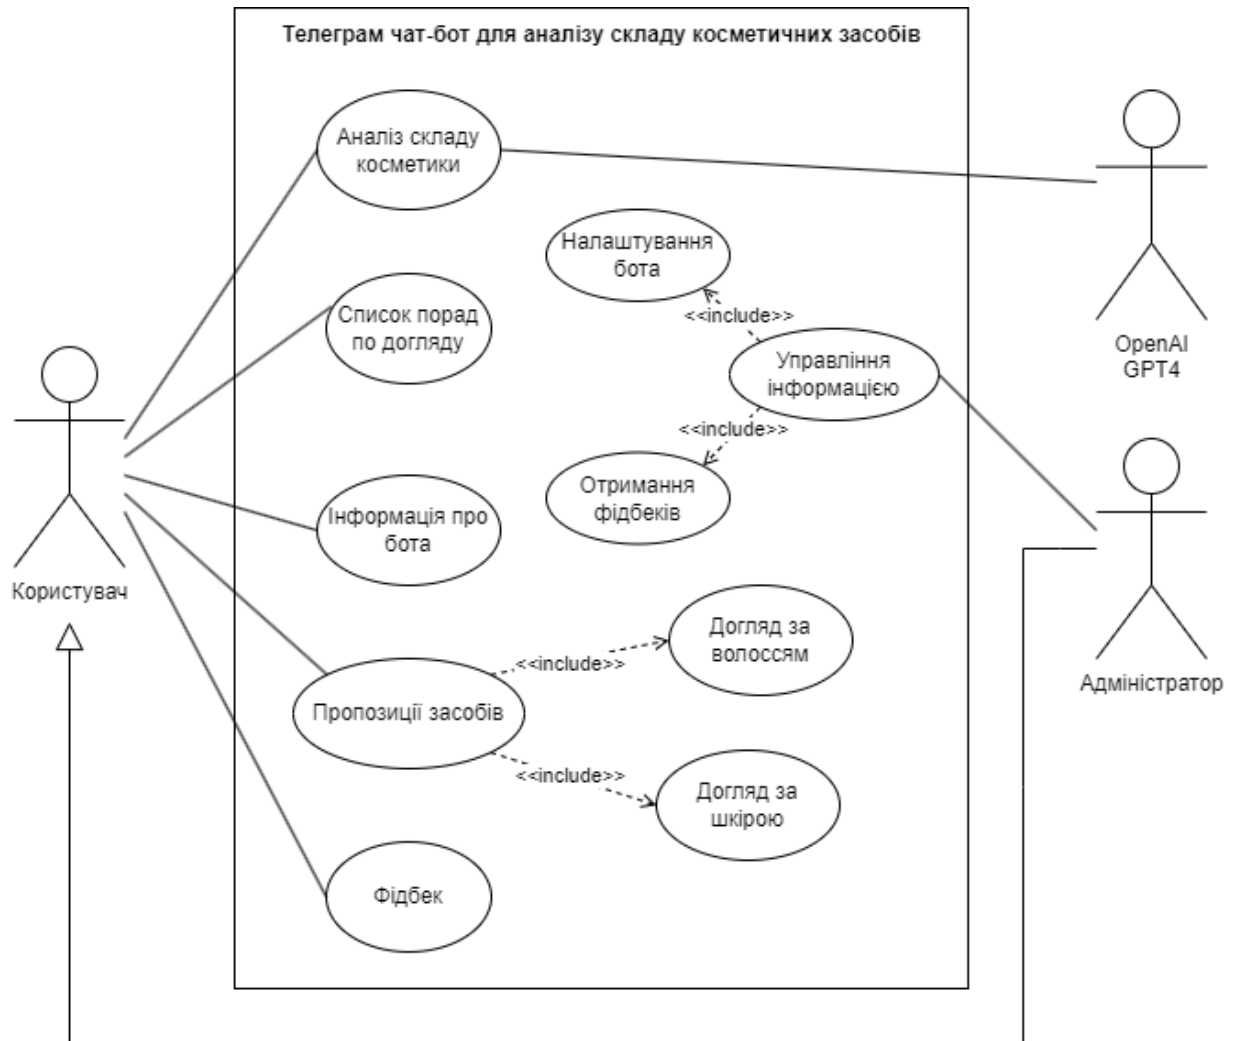 Телеграм чат-бот для аналізу складу косметичних засобів
Аналіз складу
косметики
Налаштування
бота
<<include>>
Список порад
по догляду
Управління
інформацією
OpenAI
GPT4
<<include>>
Отримання
фідбеків
Інформація про
бота
Користувач
Догляд за
волоссям
<<include>>
Адміністратор
Пропозиції засобів
<<include>>
Догляд за
шкірою
Фідбек